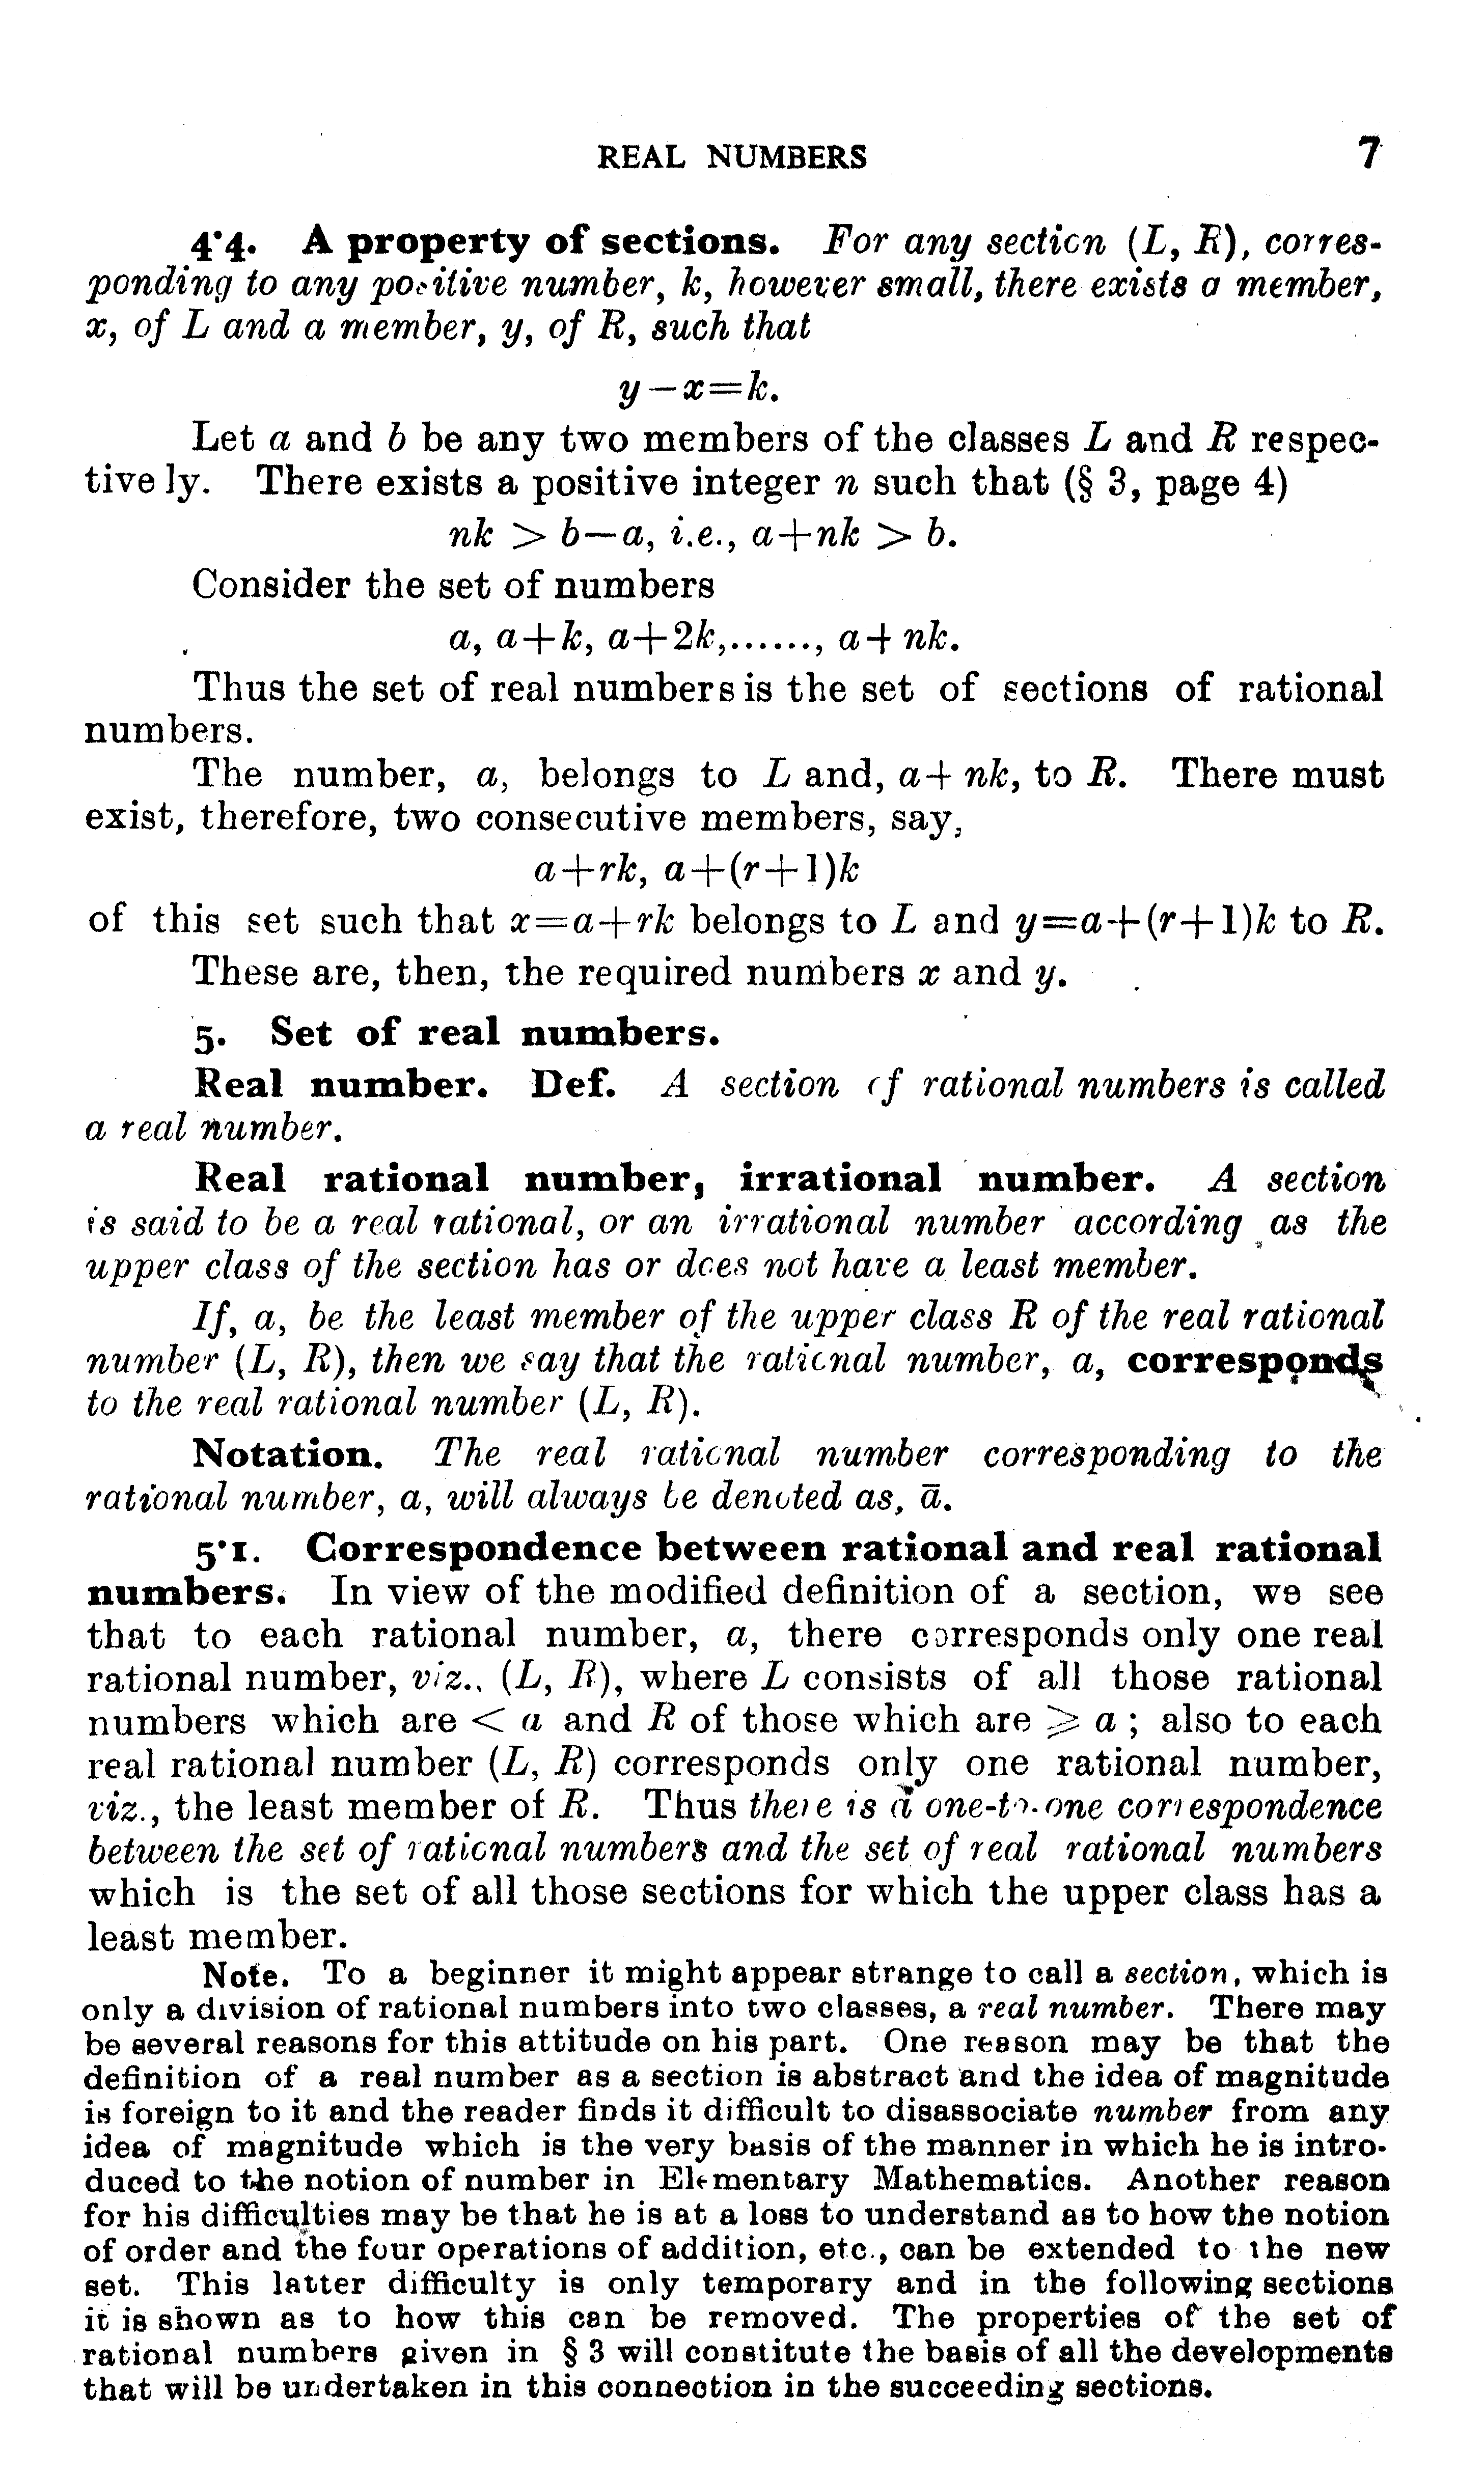 REAL NUMBERS 7
4·4. A property of sections. For any section (L, R), corres-
ponding to any positive number, k, however small, there exists a member,
x, of L and a member, y, of R, such that
y−x=k.
Let a and b be any two members of the classes L and R respec-
tively. There exists a positive integer n such that (§ 3, page 4)
nk > b−a, i.e., a+nk > b.
Consider the set of numbers
a, a+k, a+2k,......, a+nk.
Thus the set of real numbers is the set of sections of rational
numbers.
The number, a, belongs to L and, a+nk, to R. There must
exist, therefore, two consecutive members, say,
a+rk, a+(r+1)k
of this set such that x=a+rk belongs to L and y=a+(r+1)k to R.
These are, then, the required numbers x and y.
5. Set of real numbers.
Real number. Def. A section of rational numbers is called
a real number.
Real rational number, irrational number. A section
is said to be a real rational, or an irrational number according as the
upper class of the section has or does not have a least member.
If, a, be the least member of the upper class R of the real rational
number (L, R), then we say that the rational number, a, corresponds
to the real rational number (L, R).
Notation. The real rational number corresponding to the
rational number, a, will always be denoted as, ā.
5·1. Correspondence between rational and real rational
numbers. In view of the modified definition of a section, we see
that to each rational number, a, there corresponds only one real
rational number, viz., (L, R), where L consists of all those rational
numbers which are < a and R of those which are ⩾ a ; also to each
real rational number (L, R) corresponds only one rational number,
viz., the least member of R. Thus there is a one-to-one correspondence
between the set of rational numbers and the set of real rational numbers
which is the set of all those sections for which the upper class has a
least member.
Note. To a beginner it might appear strange to call a section, which is
only a division of rational numbers into two classes, a real number. There may
be several reasons for this attitude on his part. One reason may be that the
definition of a real number as a section is abstract and the idea of magnitude
is foreign to it and the reader finds it difficult to disassociate number from any
idea of magnitude which is the very basis of the manner in which he is intro-
duced to the notion of number in Elementary Mathematics. Another reason
for his difficulties may be that he is at a loss to understand as to how the notion
of order and the four operations of addition, etc., can be extended to the new
set. This latter difficulty is only temporary and in the following sections
it is shown as to how this can be removed. The properties of the set of
rational numbers given in § 3 will constitute the basis of all the developments
that will be undertaken in this connection in the succeeding sections.